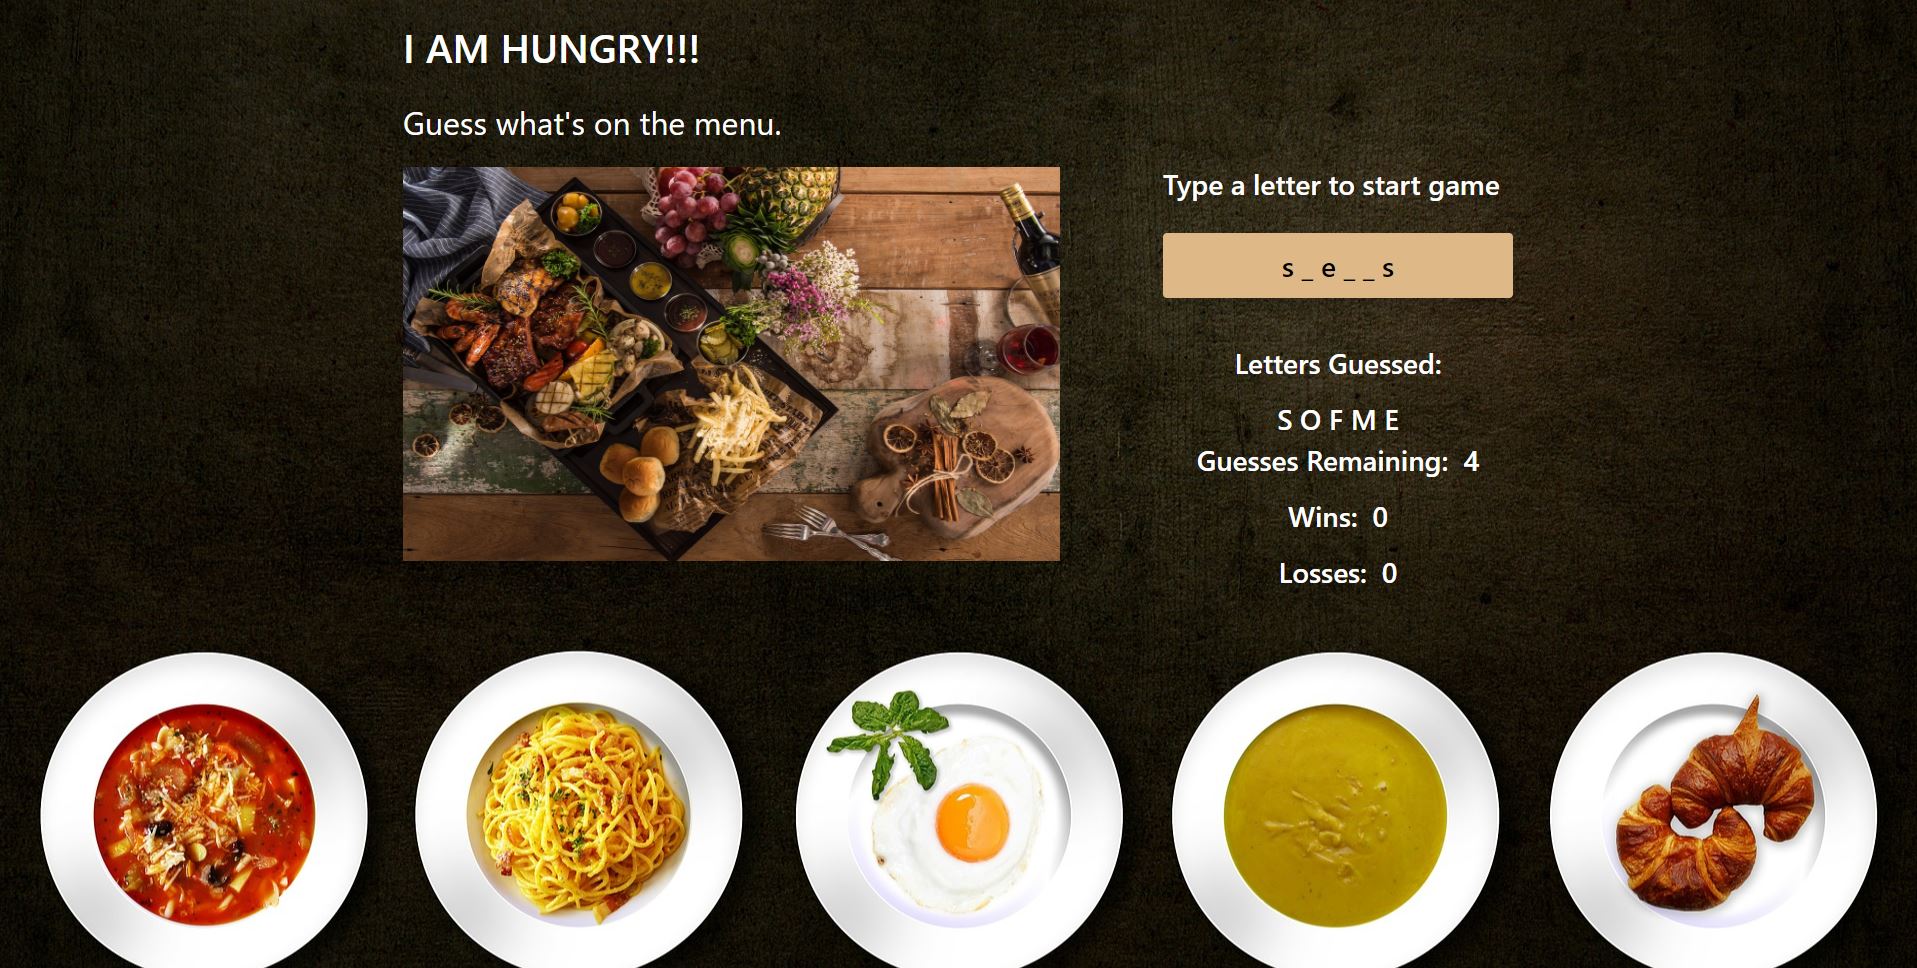 I AM HUNGRY!!!
Guess what's on the menu.
Type a letter to start game
s _ e _ _ s
Letters Guessed:
S O F M E
Guesses Remaining: 4
Wins: 0
Losses: 0